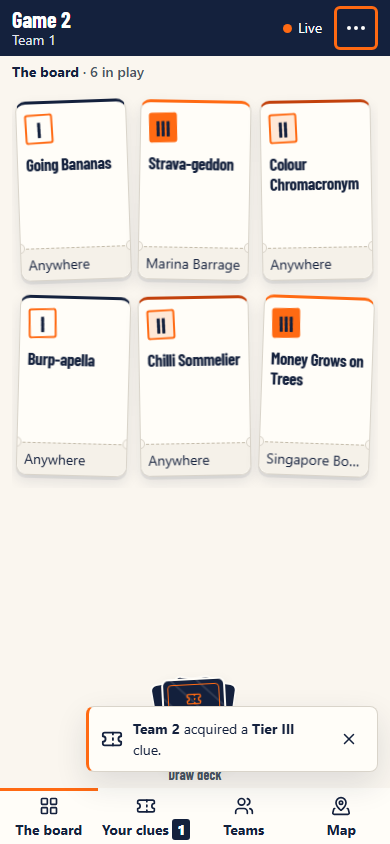 Game 2
Team 1
Live
The board · 6 in play
I
Going Bananas
Anywhere
III
Strava-geddon
Marina Barrage
II
Colour
Chromacronym
Anywhere
I
Burp-apella
Anywhere
II
Chilli Sommelier
Anywhere
III
Money Grows on
Trees
Singapore Bo...
Team 2 acquired a Tier III
clue.
Draw deck
The board
Your clues 1
Teams
Map